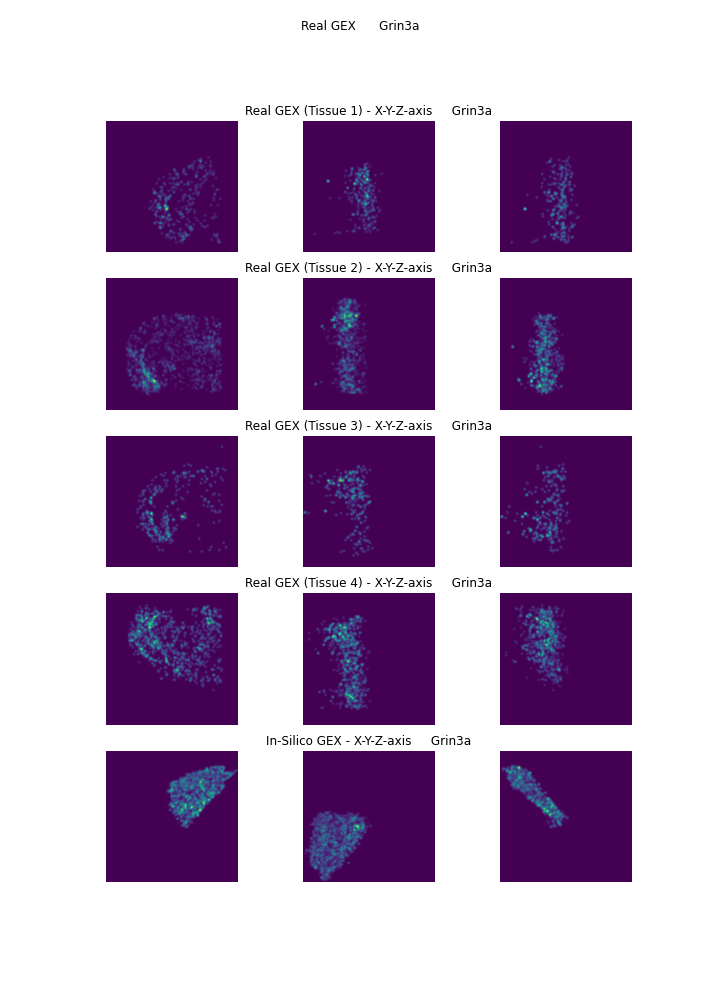 Real GEX Grin3a
Real GEX (Tissue 1) - X-Y-Z-axis Grin3a
Real GEX (Tissue 2) - X-Y-Z-axis Grin3a
Real GEX (Tissue 3) - X-Y-Z-axis Grin3a
Real GEX (Tissue 4) - X-Y-Z-axis Grin3a
In-Silico GEX - X-Y-Z-axis Grin3a